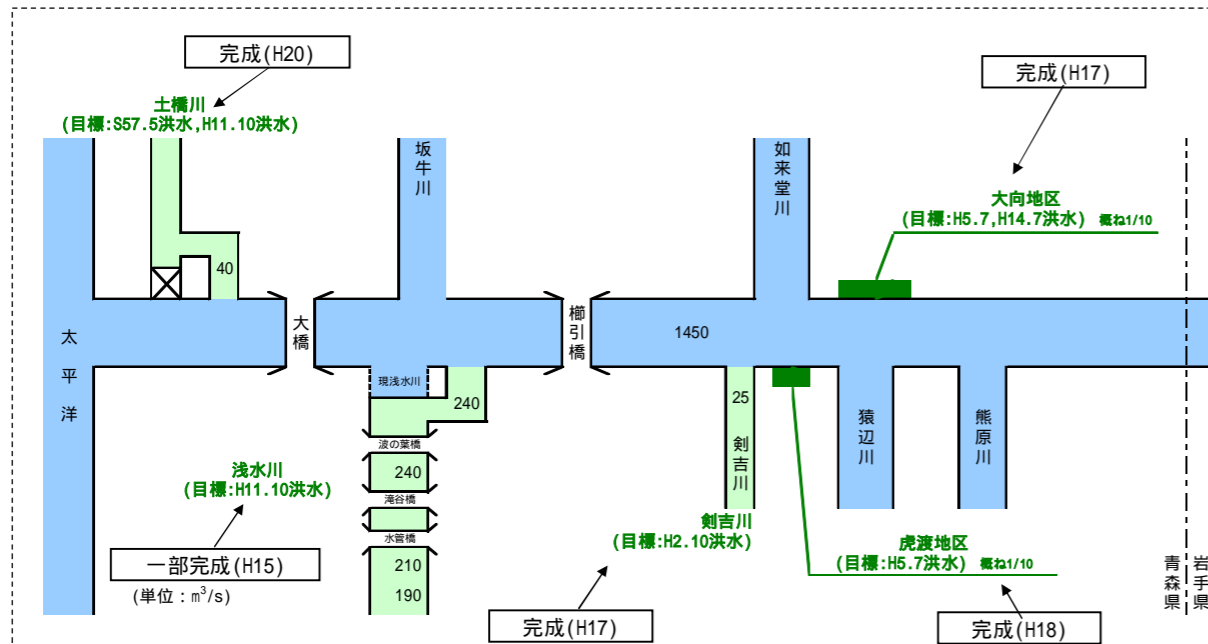 完成(H20)
完成(H17)
土橋川
(目標:S57.5洪水,H11.10洪水)
坂牛川
如来堂川
大向地区
(目標:H5.7,H14.7洪水) 概ね1/10
40
太平洋
大橋
櫛引橋
1450
現浅水川
240
25
剣吉川
猿辺川
熊原川
波の葉橋
浅水川
(目標:H11.10洪水)
240
滝谷橋
水管橋
剣吉川
(目標:H2.10洪水)
虎渡地区
(目標:H5.7洪水) 概ね1/10
青森県
岩手県
一部完成(H15)
(単位：m³/s)
210
190
完成(H17)
完成(H18)